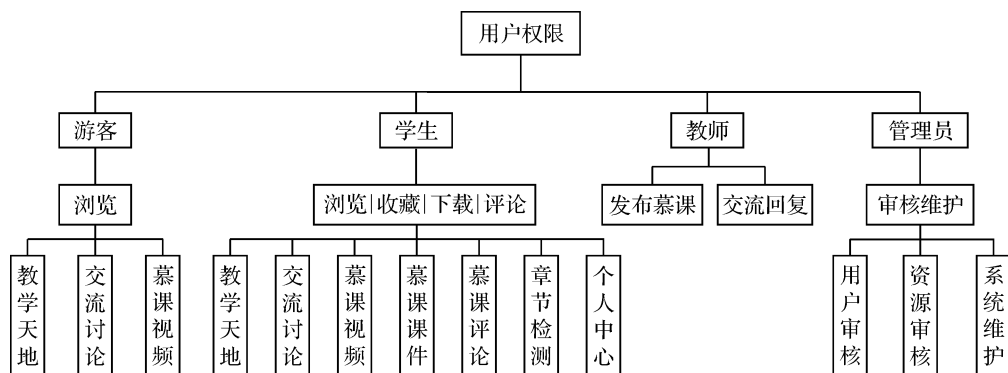 用户权限
游客
学生
教师
管理员
浏览
浏览|收藏|下载|评论
发布慕课
交流回复
审核维护
教学天地
交流讨论
慕课视频
教学天地
交流讨论
慕课视频
慕课课件
慕课评论
章节检测
个人中心
用户审核
资源审核
系统维护